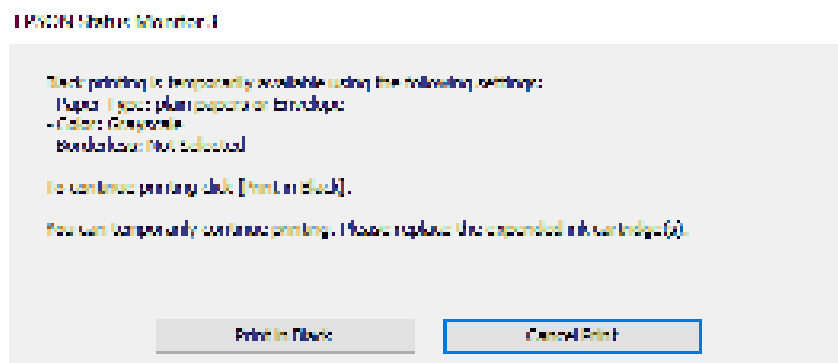 EPSON Status Monitor 3
Black printing is temporarily available using the following settings:
- Paper Type: plain papers or Envelope
- Color: Grayscale
- Borderless: Not Selected
To continue printing click [Print in Black].
You can temporarily continue printing. Please replace the expended ink cartridge(s).
Print in Black
Cancel Print